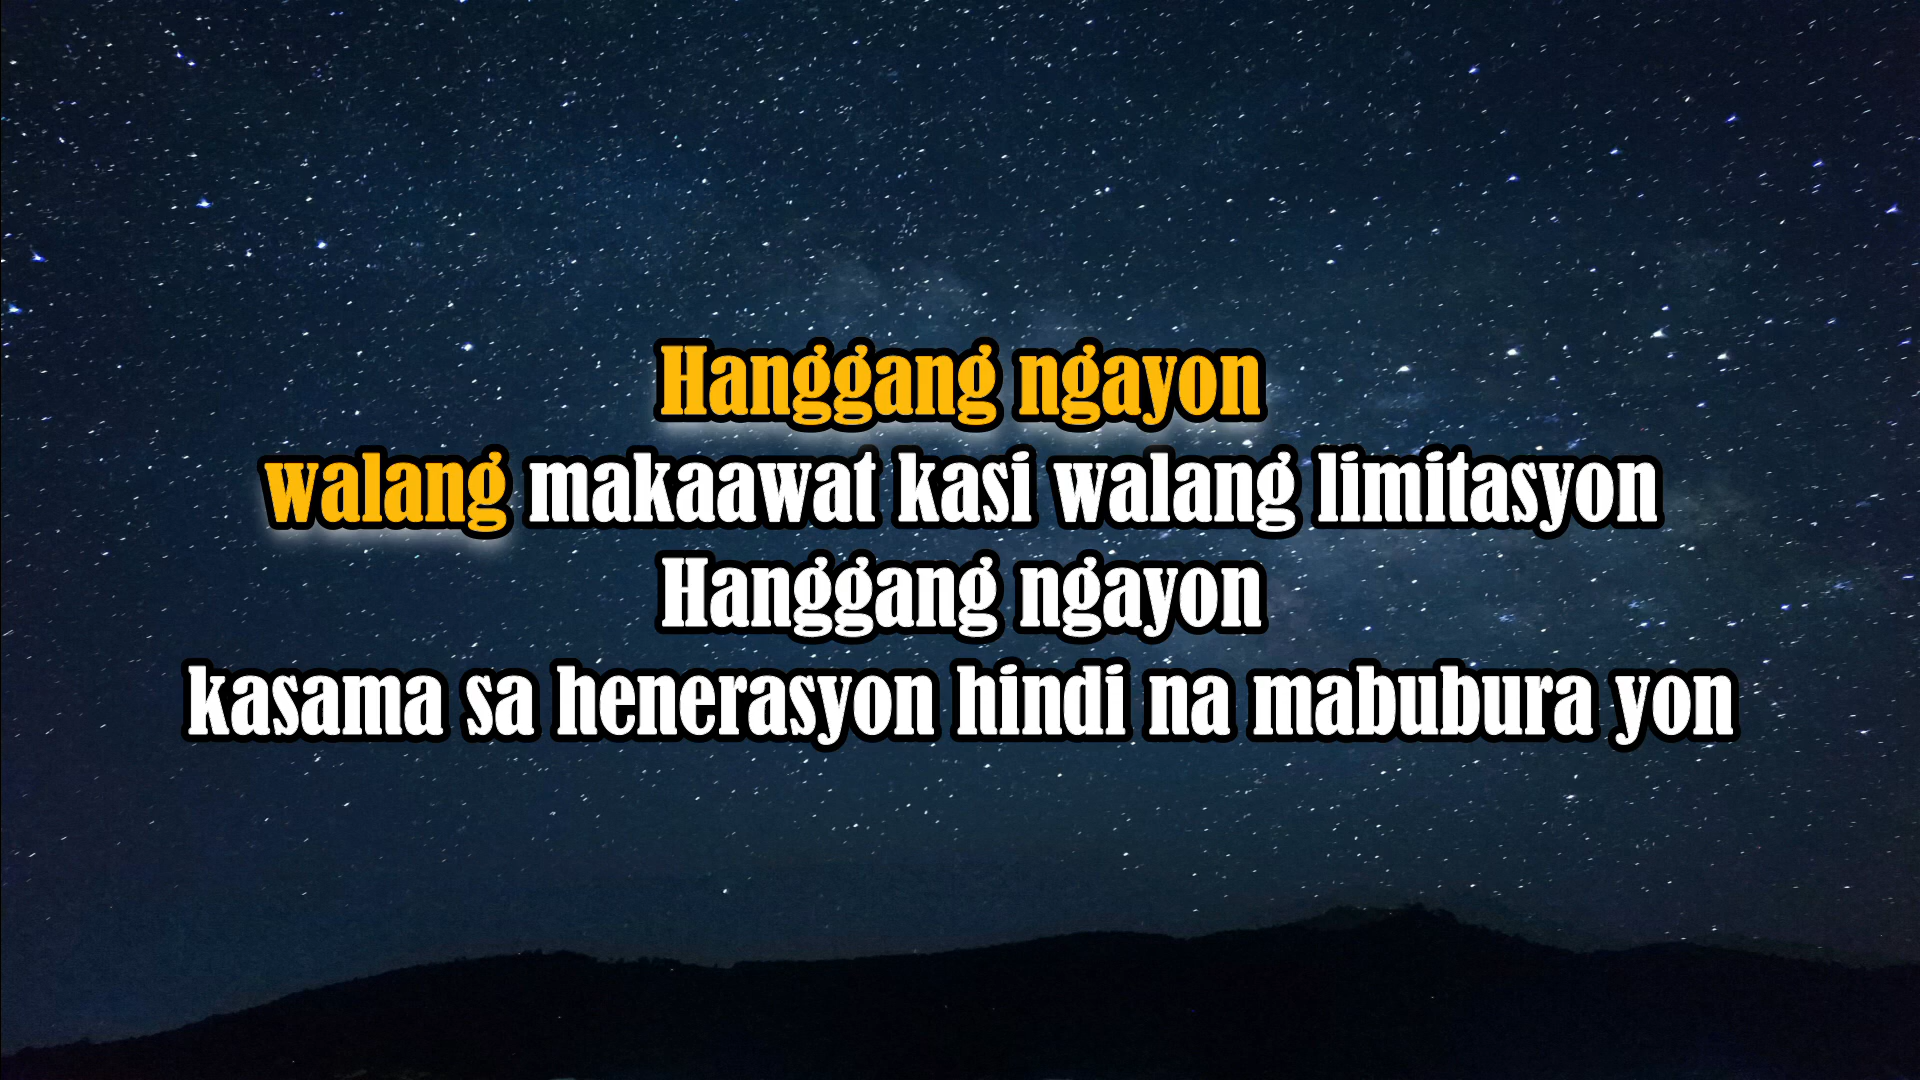 Hanggang ngayon
walang makaawat kasi walang limitasyon
Hanggang ngayon
kasama sa henerasyon hindi na mabubura yon